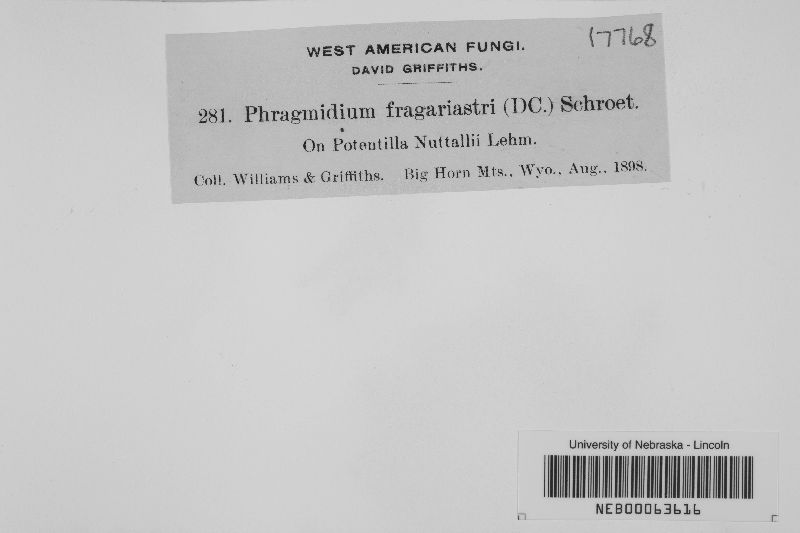 17768
WEST AMERICAN FUNGI.
DAVID GRIFFITHS.
281. Phragmidium fragariastri (DC.) Schroet.
On Potentilla Nuttallii Lehm.
Coll. Williams & Griffiths. Big Horn Mts., Wyo., Aug., 1898.
University of Nebraska - Lincoln
NEB00063616